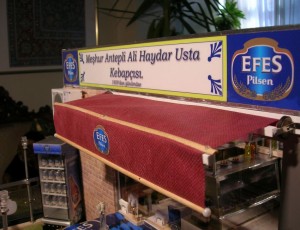 Meşhur Antepli Ali Haydar Usta
Kebapçısı,
EFES
Pilsen
EFES